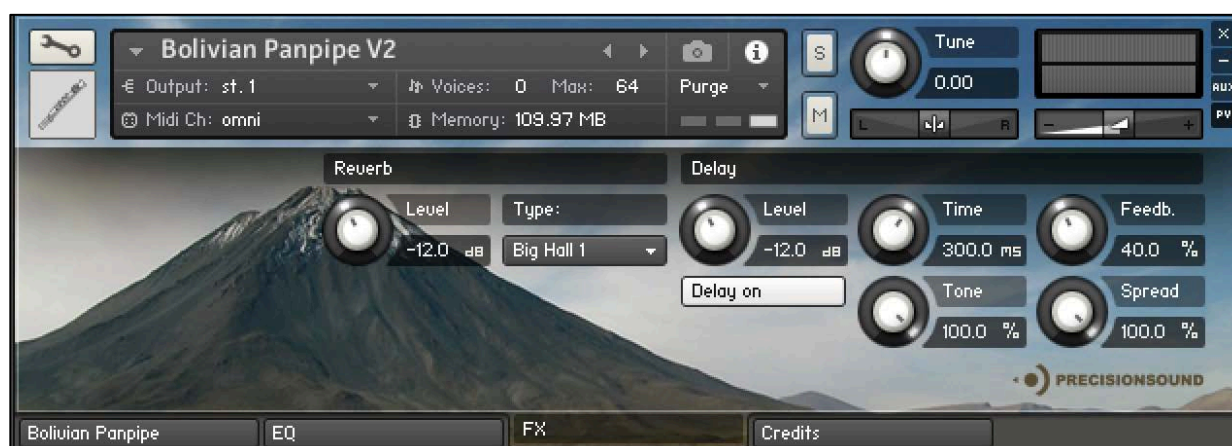 Bolivian Panpipe V2
S
Tune
0.00
Output: st. 1
Voices: 0 Max: 64
Purge
Midi Ch: omni
Memory: 109.97 MB
M
L R
- +
X
-
AUX
PV
Reverb
Delay
Level
-12.0 dB
Type:
Big Hall 1
Level
-12.0 dB
Time
300.0 ms
Feedb.
40.0 %
Delay on
Tone
100.0 %
Spread
100.0 %
PRECISIONSOUND
Bolivian Panpipe
EQ
FX
Credits